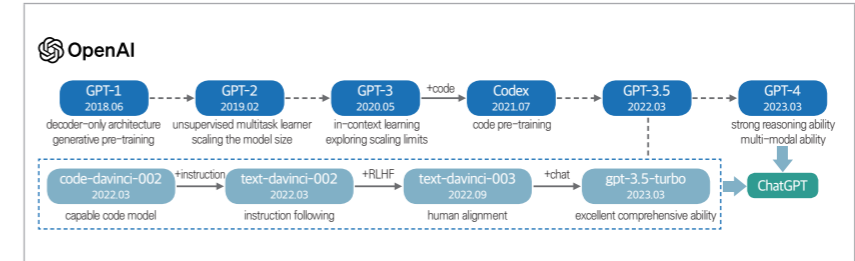 OpenAI
GPT-1
2018.06
decoder-only architecture
generative pre-training
GPT-2
2019.02
unsupervised multitask learner
scaling the model size
GPT-3
2020.05
in-context learning
exploring scaling limits
+code
Codex
2021.07
code pre-training
GPT-3.5
2022.03
GPT-4
2023.03
strong reasoning ability
multi-modal ability
code-davinci-002
2022.03
capable code model
+instruction
text-davinci-002
2022.03
instruction following
+RLHF
text-davinci-003
2022.09
human alignment
+chat
gpt-3.5-turbo
2023.03
excellent comprehensive ability
ChatGPT